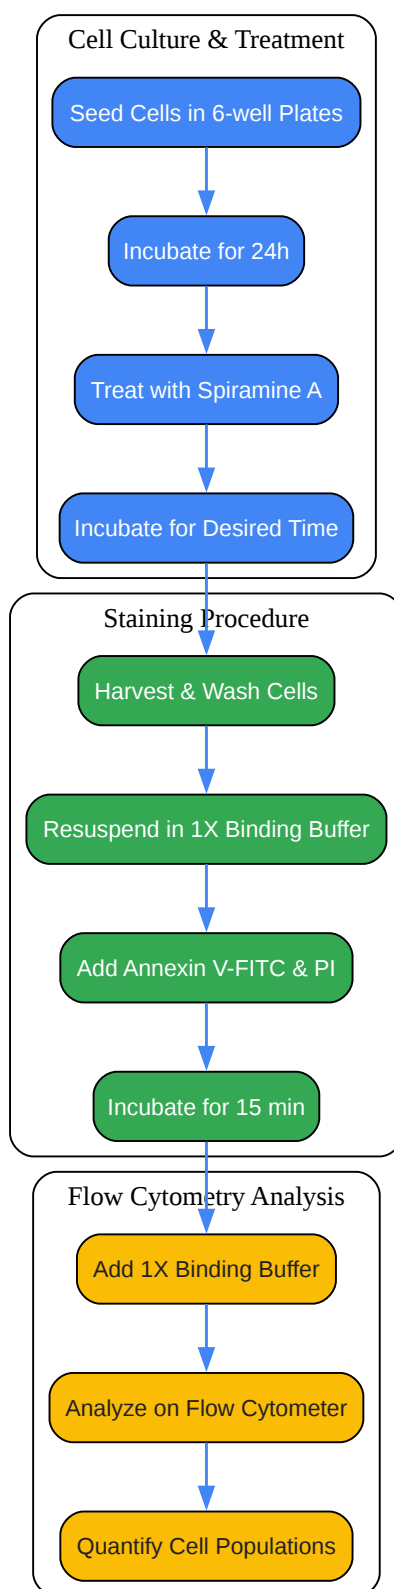 Cell Culture & Treatment
Seed Cells in 6-well Plates
Incubate for 24h
Treat with Spiramine A
Incubate for Desired Time
Staining Procedure
Harvest & Wash Cells
Resuspend in 1X Binding Buffer
Add Annexin V-FITC & PI
Incubate for 15 min
Flow Cytometry Analysis
Add 1X Binding Buffer
Analyze on Flow Cytometer
Quantify Cell Populations